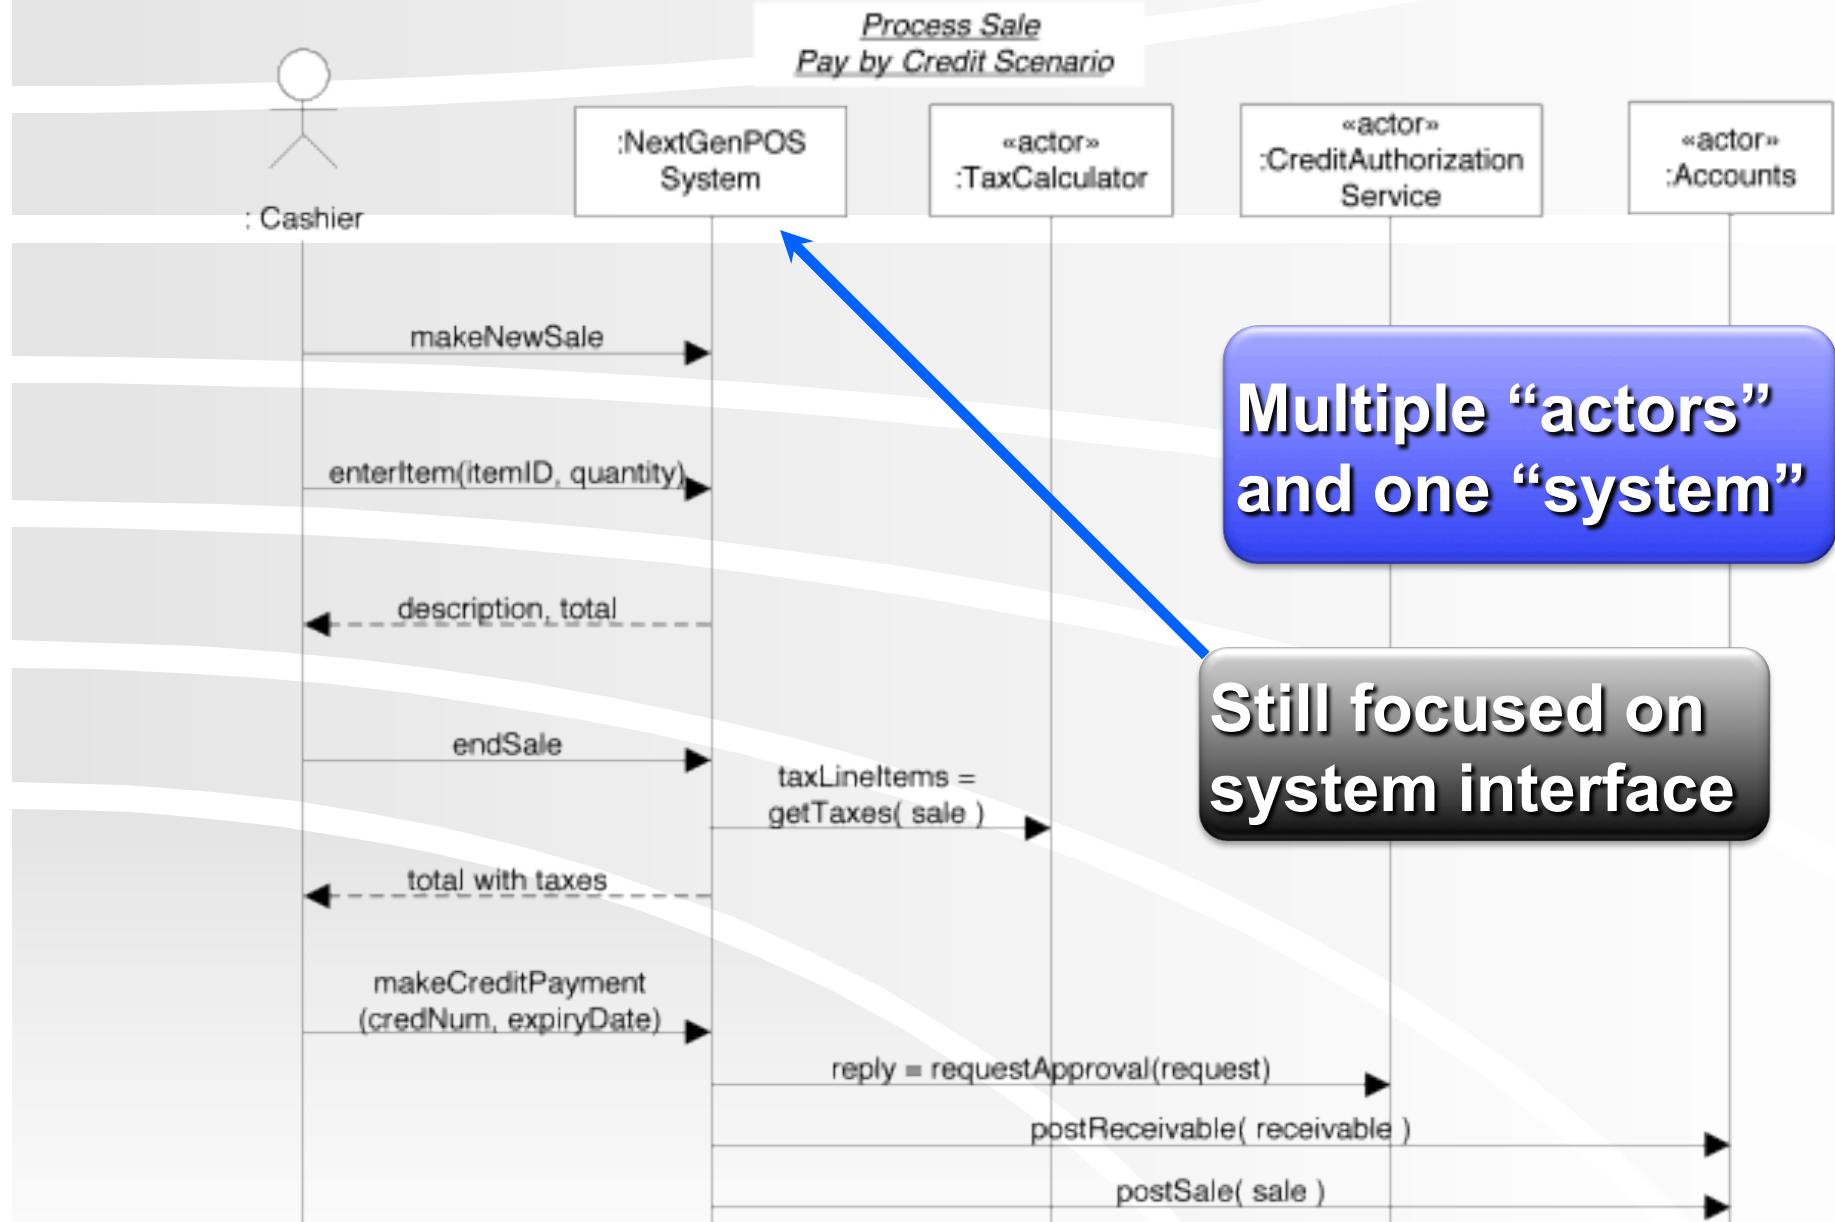 Process Sale
Pay by Credit Scenario
: Cashier
:NextGenPOS
System
«actor»
:TaxCalculator
«actor»
:CreditAuthorization
Service
«actor»
:Accounts
makeNewSale
enterItem(itemID, quantity)
description, total
endSale
taxLineItems =
getTaxes( sale )
total with taxes
makeCreditPayment
(credNum, expiryDate)
reply = requestApproval(request)
postReceivable( receivable )
postSale( sale )
Multiple “actors”
and one “system”
Still focused on
system interface